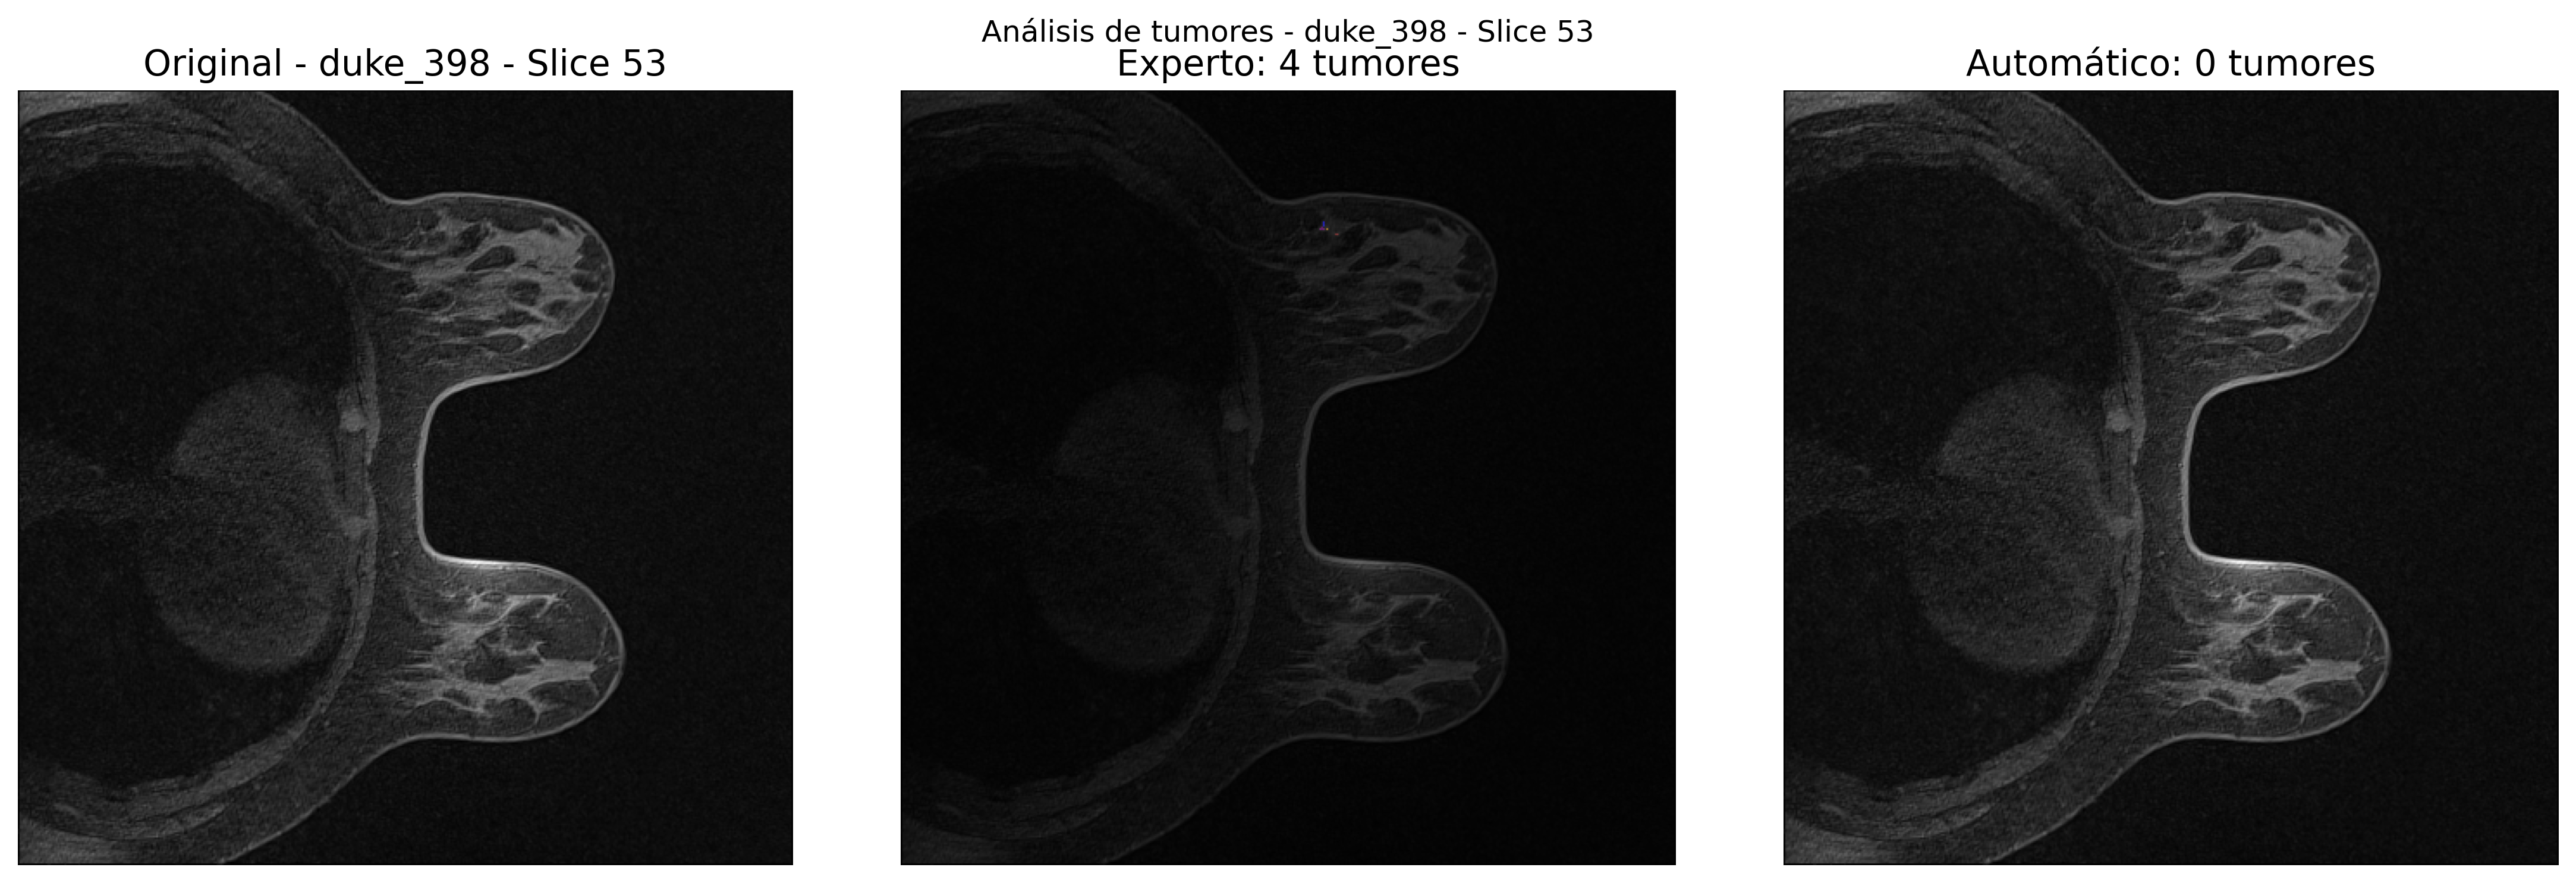 Análisis de tumores - duke_398 - Slice 53
Original - duke_398 - Slice 53
Experto: 4 tumores
Automático: 0 tumores